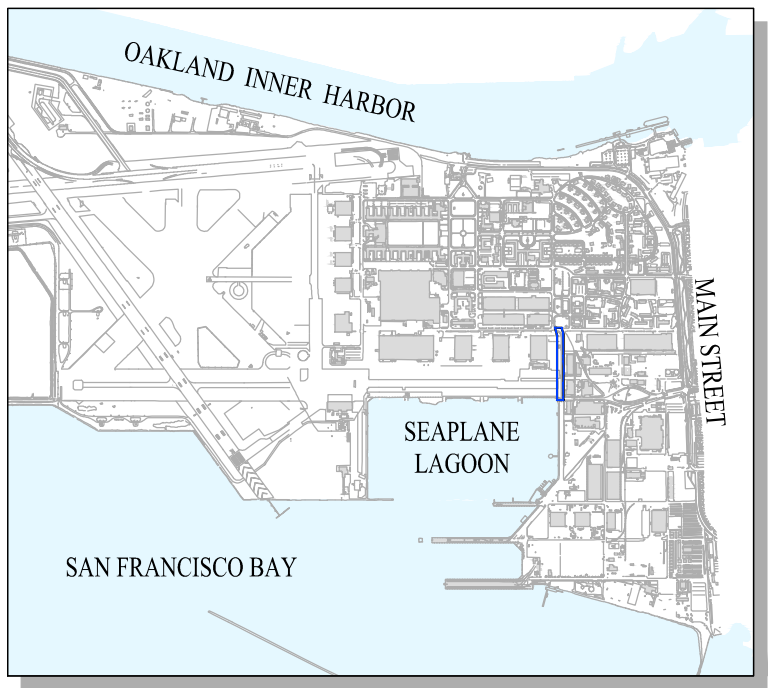 OAKLAND INNER HARBOR
MAIN STREET
SEAPLANE
LAGOON
SAN FRANCISCO BAY